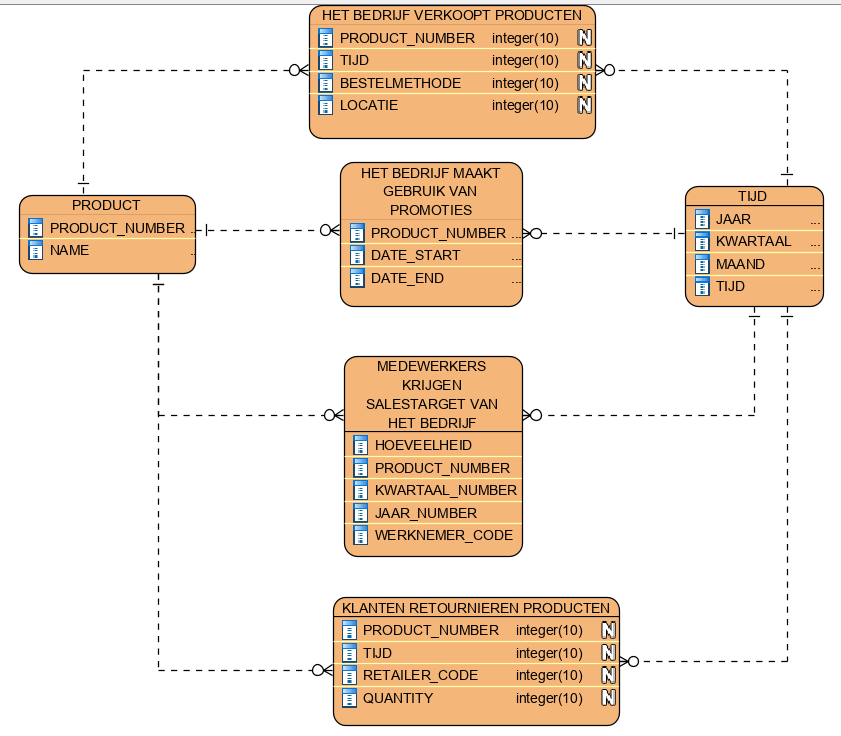 HET BEDRIJF VERKOOPT PRODUCTEN
PRODUCT_NUMBER integer(10) N
TIJD integer(10) N
BESTELMETHODE integer(10) N
LOCATIE integer(10) N
HET BEDRIJF MAAKT
GEBRUIK VAN
PROMOTIES
PRODUCT_NUMBER ...
DATE_START ...
DATE_END ...
PRODUCT
PRODUCT_NUMBER ..
NAME ..
TIJD
JAAR ...
KWARTAAL ...
MAAND ...
TIJD ...
MEDEWERKERS
KRIJGEN
SALESTARGET VAN
HET BEDRIJF
HOEVEELHEID
PRODUCT_NUMBER
KWARTAAL_NUMBER
JAAR_NUMBER
WERKNEMER_CODE
KLANTEN RETOURNIEREN PRODUCTEN
PRODUCT_NUMBER integer(10) N
TIJD integer(10) N
RETAILER_CODE integer(10) N
QUANTITY integer(10) N